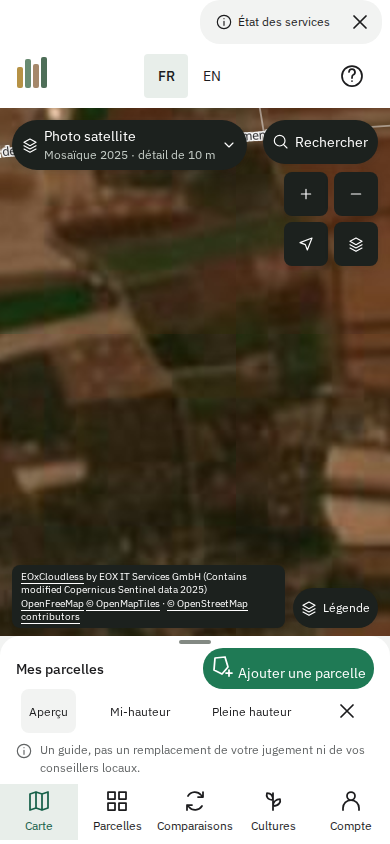 État des services
FR
EN
Photo satellite
Mosaïque 2025 · détail de 10 m
Rechercher
EOxCloudless by EOX IT Services GmbH (Contains
modified Copernicus Sentinel data 2025)
OpenFreeMap © OpenMapTiles · © OpenStreetMap
contributors
Légende
Mes parcelles
Ajouter une parcelle
Aperçu
Mi-hauteur
Pleine hauteur
Un guide, pas un remplacement de votre jugement ni de vos
conseillers locaux.
Carte
Parcelles
Comparaisons
Cultures
Compte